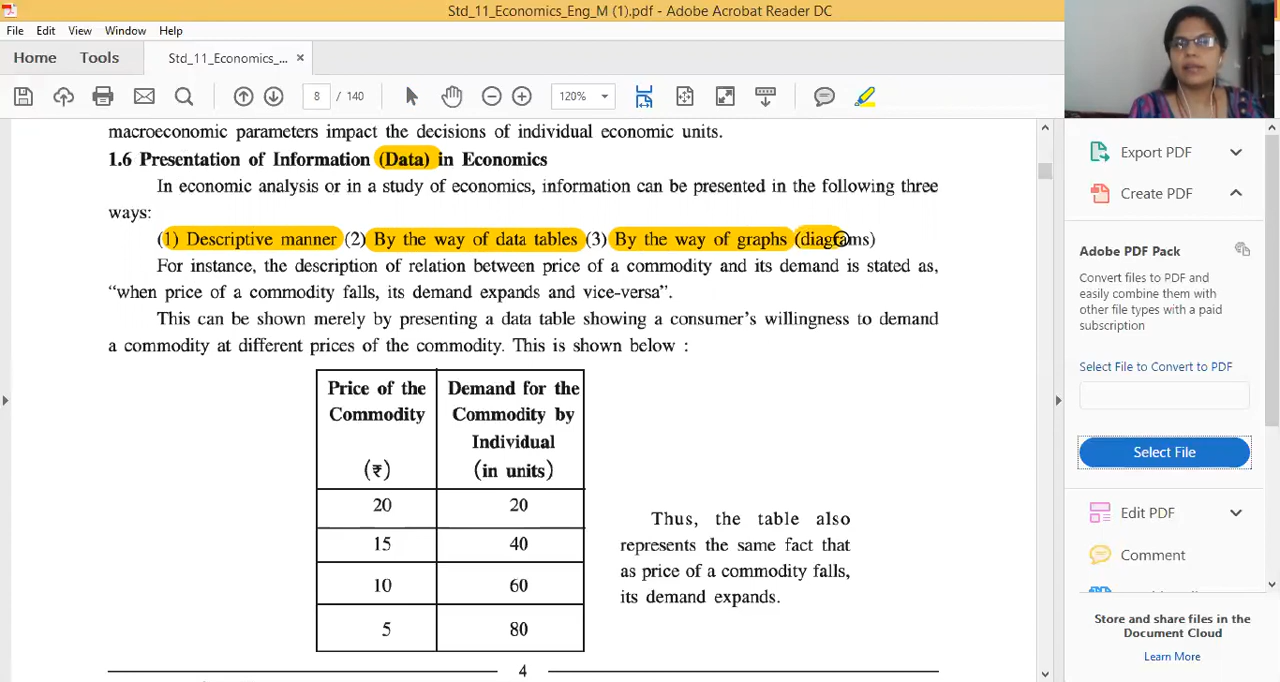 Std_11_Economics_Eng_M (1).pdf - Adobe Acrobat Reader DC
File Edit View Window Help
Home Tools Std_11_Economics_... ×
8 / 140 120%
macroeconomic parameters impact the decisions of individual economic units.
1.6 Presentation of Information (Data) in Economics
In economic analysis or in a study of economics, information can be presented in the following three
ways:
(1) Descriptive manner (2) By the way of data tables (3) By the way of graphs (diagrams)
For instance, the description of relation between price of a commodity and its demand is stated as,
“when price of a commodity falls, its demand expands and vice-versa”.
This can be shown merely by presenting a data table showing a consumer’s willingness to demand
a commodity at different prices of the commodity. This is shown below :
Price of the Demand for the
Commodity Commodity by
Individual
(₹) (in units)
20 20
15 40
10 60
5 80
Thus, the table also
represents the same fact that
as price of a commodity falls,
its demand expands.
4
Export PDF
Create PDF
Adobe PDF Pack
Convert files to PDF and
easily combine them with
other file types with a paid
subscription
Select File to Convert to PDF
Select File
Edit PDF
Comment
Store and share files in the
Document Cloud
Learn More